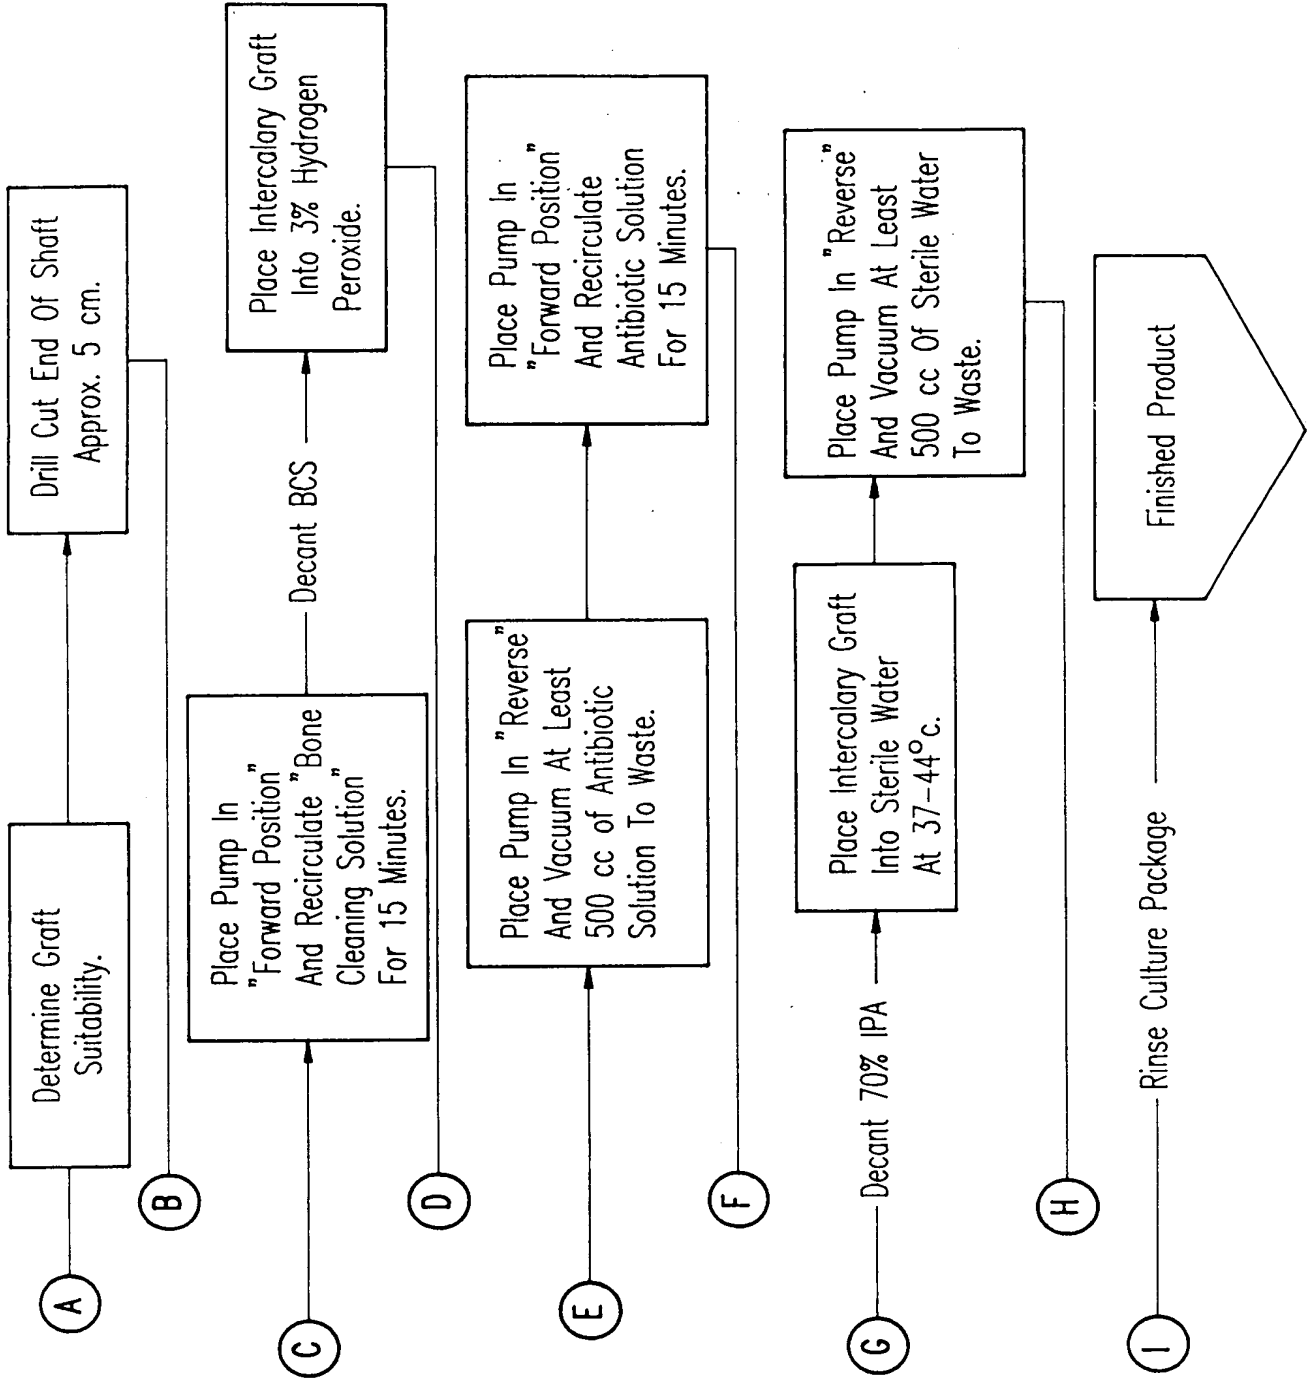 A
Determine Graft
Suitability.
Drill Cut End Of Shaft
Approx. 5 cm.
B
C
Place Pump In
"Forward Position"
And Recirculate "Bone
Cleaning Solution"
For 15 Minutes.
Decant BCS
Place Intercalary Graft
Into 3% Hydrogen
Peroxide.
D
E
Place Pump In "Reverse"
And Vacuum At Least
500 cc of Antibiotic
Solution To Waste.
Place Pump In
"Forward Position"
And Recirculate
Antibiotic Solution
For 15 Minutes.
F
G
Decant 70% IPA
Place Intercalary Graft
Into Sterile Water
At 37-44°c.
Place Pump In "Reverse"
And Vacuum At Least
500 cc Of Sterile Water
To Waste.
H
I
Rinse Culture Package
Finished Product